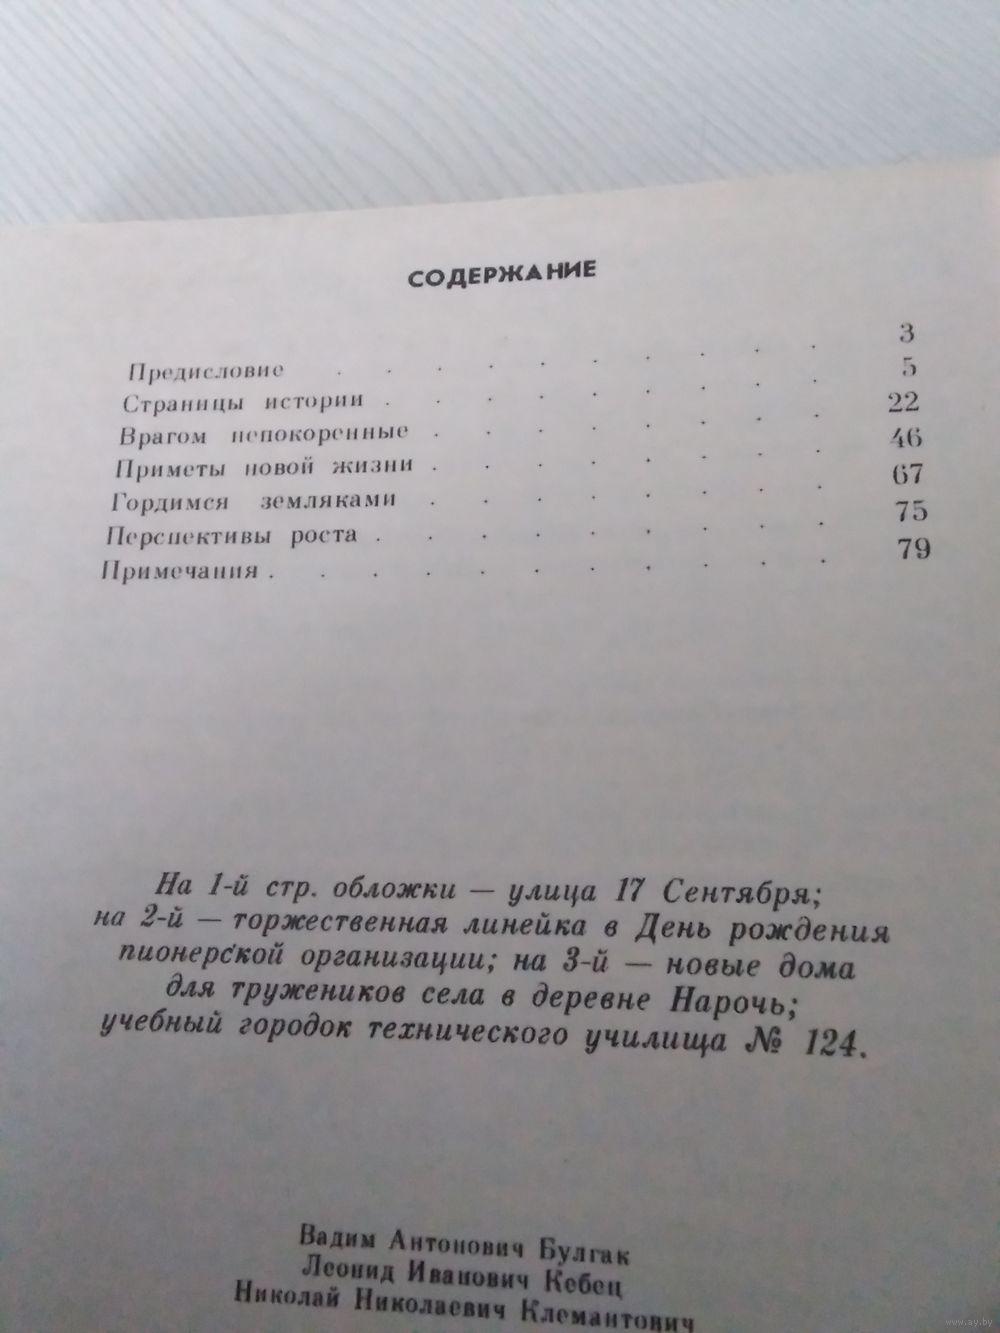 СОДЕРЖАНИЕ
Предисловие . . . . . . . . . . 3
Страницы истории . . . . . . . . . 5
Врагом непокоренные . . . . . . . . 22
Приметы новой жизни . . . . . . . . 46
Гордимся земляками . . . . . . . . 67
Перспективы роста . . . . . . . . . 75
Примечания . . . . . . . . . . . 79
На 1-й стр. обложки — улица 17 Сентября;
на 2-й — торжественная линейка в День рождения
пионерской организации; на 3-й — новые дома
для тружеников села в деревне Нарочь;
учебный городок технического училища № 124.
Вадим Антонович Булгак
Леонид Иванович Кебец
Николай Николаевич Клемантович
www.ay.by